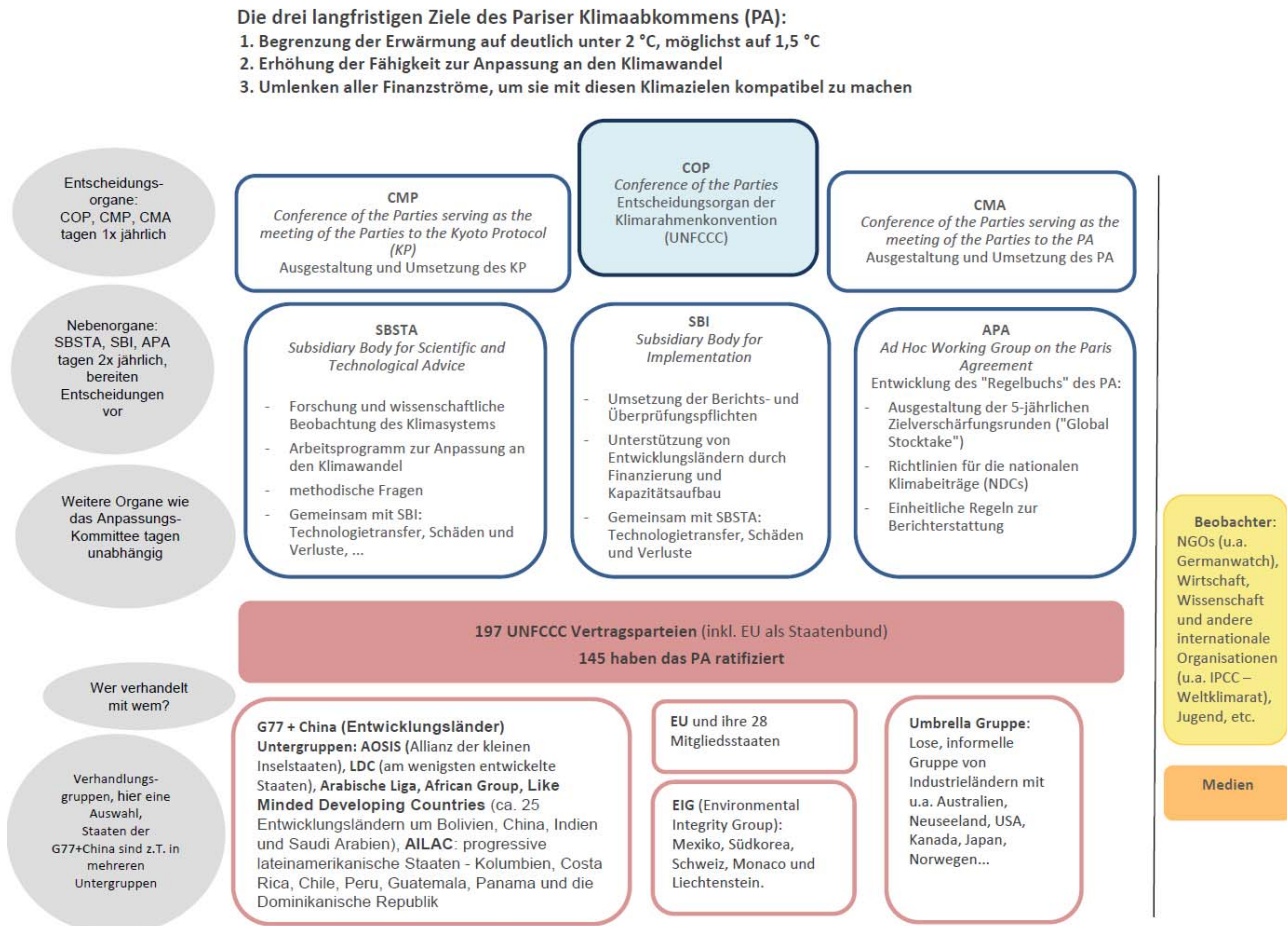 Die drei langfristigen Ziele des Pariser Klimaabkommens (PA):
1. Begrenzung der Erwärmung auf deutlich unter 2 °C, möglichst auf 1,5 °C
2. Erhöhung der Fähigkeit zur Anpassung an den Klimawandel
3. Umlenken aller Finanzströme, um sie mit diesen Klimazielen kompatibel zu machen
Entscheidungs-
organe:
COP, CMP, CMA
tagen 1x jährlich
CMP
Conference of the Parties serving as the
meeting of the Parties to the Kyoto Protocol
(KP)
Ausgestaltung und Umsetzung des KP
COP
Conference of the Parties
Entscheidungsorgan der
Klimarahmenkonvention
(UNFCCC)
CMA
Conference of the Parties serving as the
meeting of the Parties to the PA
Ausgestaltung und Umsetzung des PA
Nebenorgane:
SBSTA, SBI, APA
tagen 2x jährlich,
bereiten
Entscheidungen
vor
SBSTA
Subsidiary Body for Scientific and
Technological Advice
- Forschung und wissenschaftliche
Beobachtung des Klimasystems
- Arbeitsprogramm zur Anpassung an
den Klimawandel
- methodische Fragen
- Gemeinsam mit SBI:
Technologietransfer, Schäden und
Verluste, ...
SBI
Subsidiary Body for
Implementation
- Umsetzung der Berichts- und
Überprüfungspflichten
- Unterstützung von
Entwicklungsländern durch
Finanzierung und
Kapazitätsaufbau
- Gemeinsam mit SBSTA:
Technologietransfer, Schäden
und Verluste
APA
Ad Hoc Working Group on the Paris
Agreement
Entwicklung des "Regelbuchs" des PA:
- Ausgestaltung der 5-jährlichen
Zielverschärfungsrunden ("Global
Stocktake")
- Richtlinien für die nationalen
Klimabeiträge (NDCs)
- Einheitliche Regeln zur
Berichterstattung
Weitere Organe wie
das Anpassungs-
Kommittee tagen
unabhängig
197 UNFCCC Vertragsparteien (inkl. EU als Staatenbund)
145 haben das PA ratifiziert
Wer verhandelt
mit wem?
Verhandlungs-
gruppen, hier eine
Auswahl,
Staaten der
G77+China sind z.T. in
mehreren
Untergruppen
G77 + China (Entwicklungsländer)
Untergruppen: AOSIS (Allianz der kleinen
Inselstaaten), LDC (am wenigsten entwickelte
Staaten), Arabische Liga, African Group, Like
Minded Developing Countries (ca. 25
Entwicklungsländern um Bolivien, China, Indien
und Saudi Arabien), AILAC: progressive
lateinamerikanische Staaten - Kolumbien, Costa
Rica, Chile, Peru, Guatemala, Panama und die
Dominikanische Republik
EU und ihre 28
Mitgliedsstaaten
EIG (Environmental
Integrity Group):
Mexiko, Südkorea,
Schweiz, Monaco und
Liechtenstein.
Umbrella Gruppe:
Lose, informelle
Gruppe von
Industrieländern mit
u.a. Australien,
Neuseeland, USA,
Kanada, Japan,
Norwegen...
Beobachter:
NGOs (u.a.
Germanwatch),
Wirtschaft,
Wissenschaft
und andere
internationale
Organisationen
(u.a. IPCC –
Weltklimarat),
Jugend, etc.
Medien